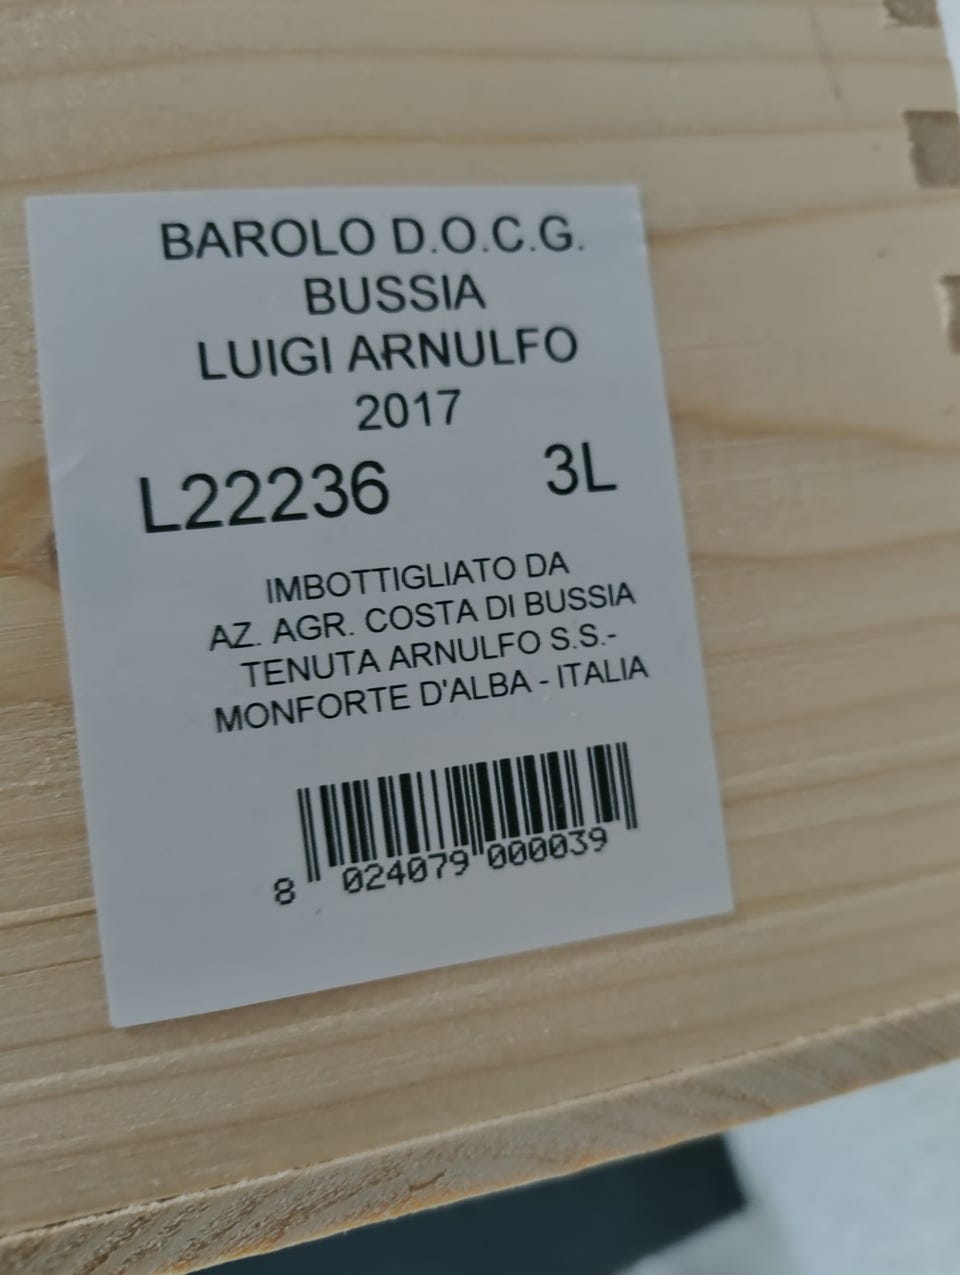 BAROLO D.O.C.G.
BUSSIA
LUIGI ARNULFO
2017
L22236 3L
IMBOTTIGLIATO DA
AZ. AGR. COSTA DI BUSSIA
TENUTA ARNULFO S.S.-
MONFORTE D'ALBA - ITALIA
8 024079 000039